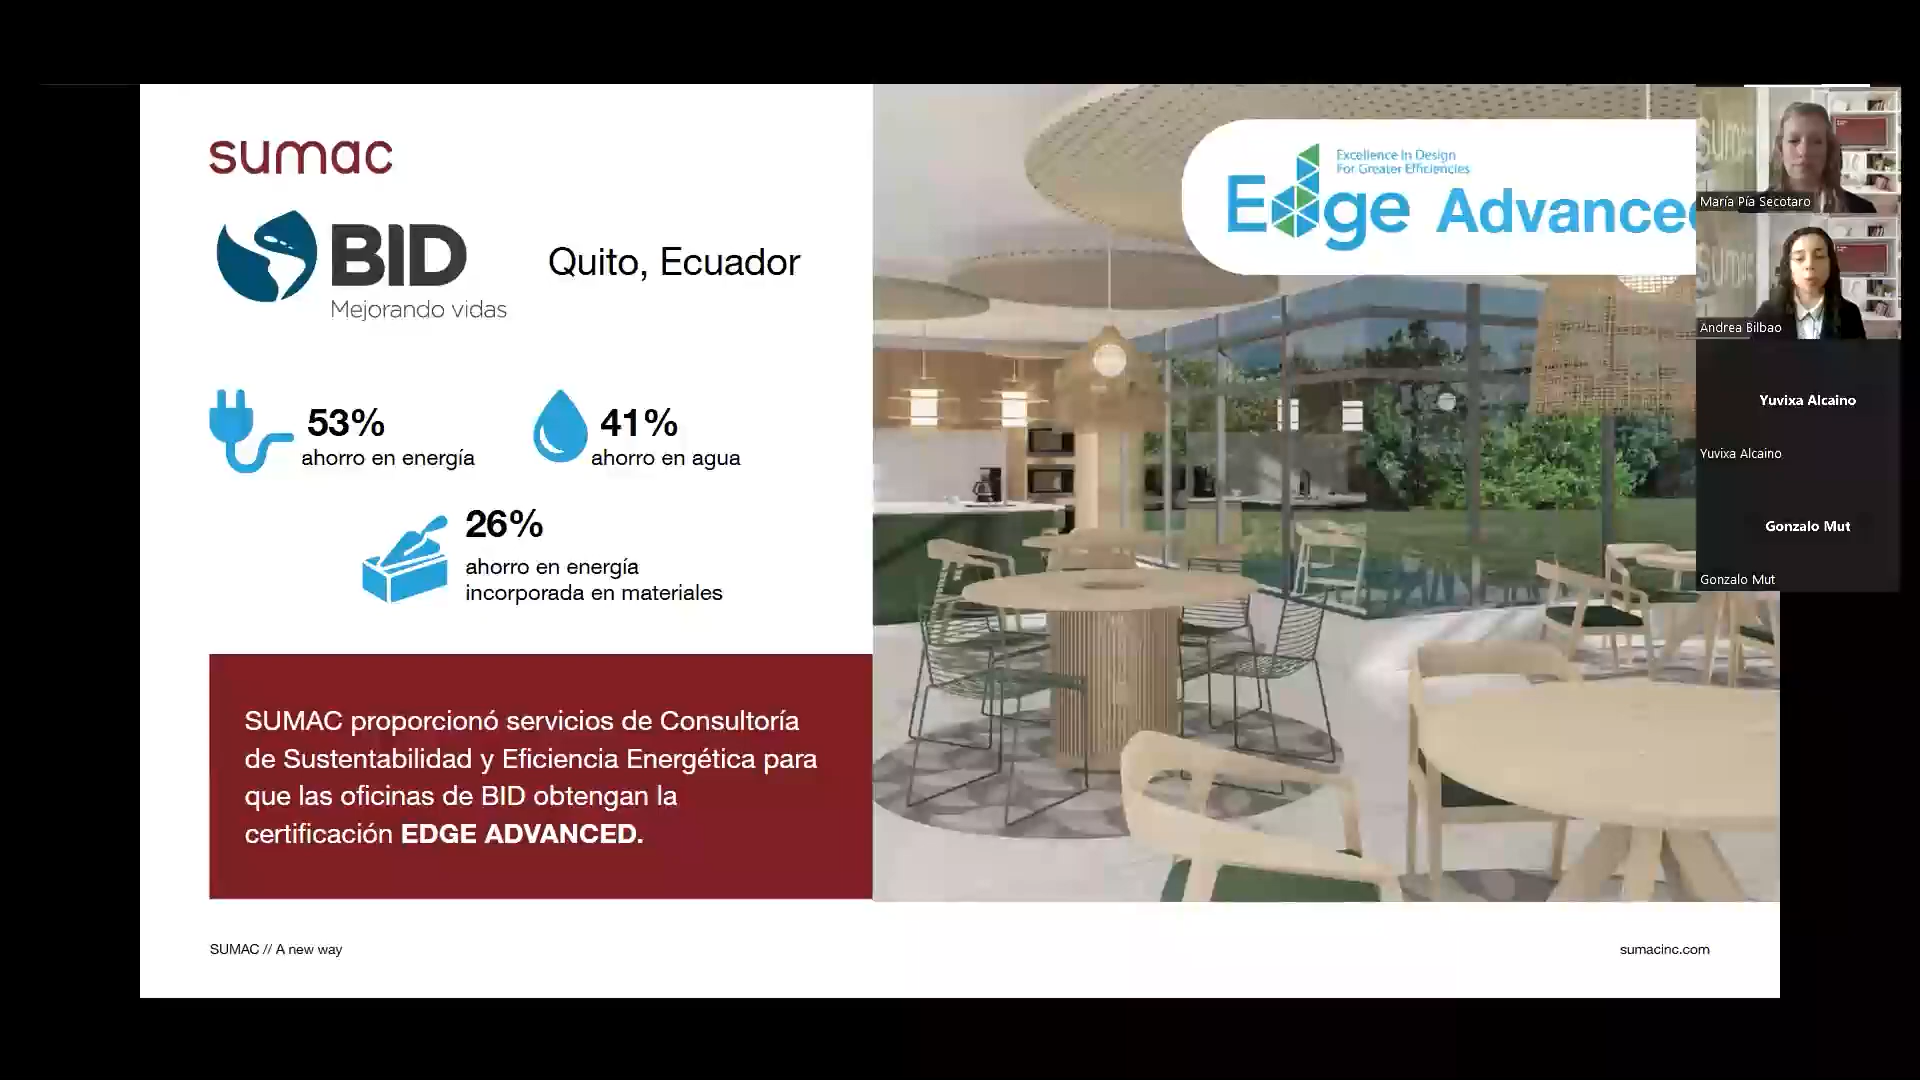 sumac
BID
Mejorando vidas
Quito, Ecuador
53%
ahorro en energía
41%
ahorro en agua
26%
ahorro en energía
incorporada en materiales
SUMAC proporcionó servicios de Consultoría
de Sustentabilidad y Eficiencia Energética para
que las oficinas de BID obtengan la
certificación EDGE ADVANCED.
SUMAC // A new way
sumacinc.com
Excellence In Design
For Greater Efficiencies
Edge Advanced
sumac
María Pía Secotaro
sumac
Andrea Bilbao
Yuvixa Alcaino
Yuvixa Alcaino
Gonzalo Mut
Gonzalo Mut